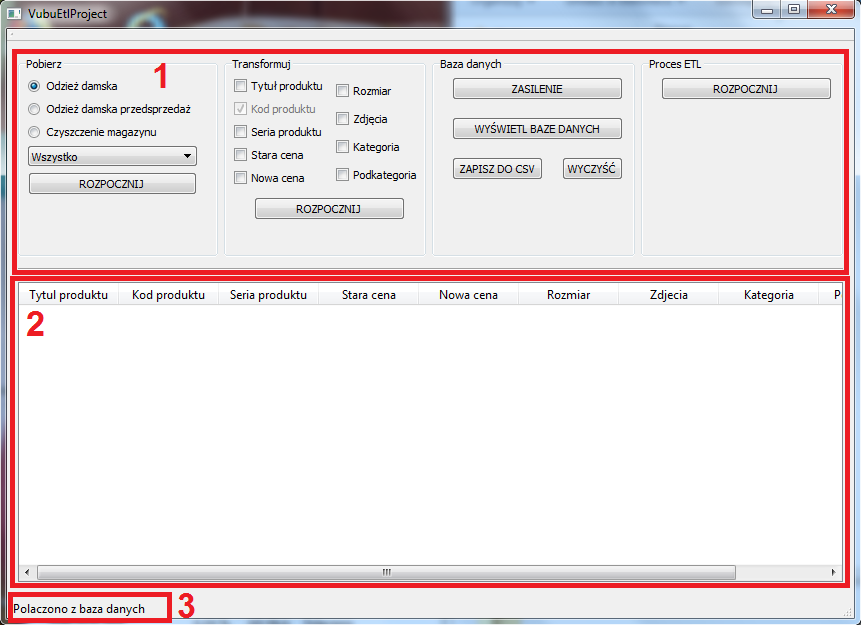 VubuEtlProject
Pobierz
1
Odzież damska
Odzież damska przedsprzedaż
Czyszczenie magazynu
Wszystko
ROZPOCZNIJ
Transformuj
Tytuł produktu
Kod produktu
Seria produktu
Stara cena
Nowa cena
Rozmiar
Zdjęcia
Kategoria
Podkategoria
ROZPOCZNIJ
Baza danych
ZASILENIE
WYŚWIETL BAZE DANYCH
ZAPISZ DO CSV WYCZYŚĆ
Proces ETL
ROZPOCZNIJ
Tytul produktu Kod produktu Seria produktu Stara cena Nowa cena Rozmiar Zdjecia Kategoria P
2
Polaczono z baza danych
3